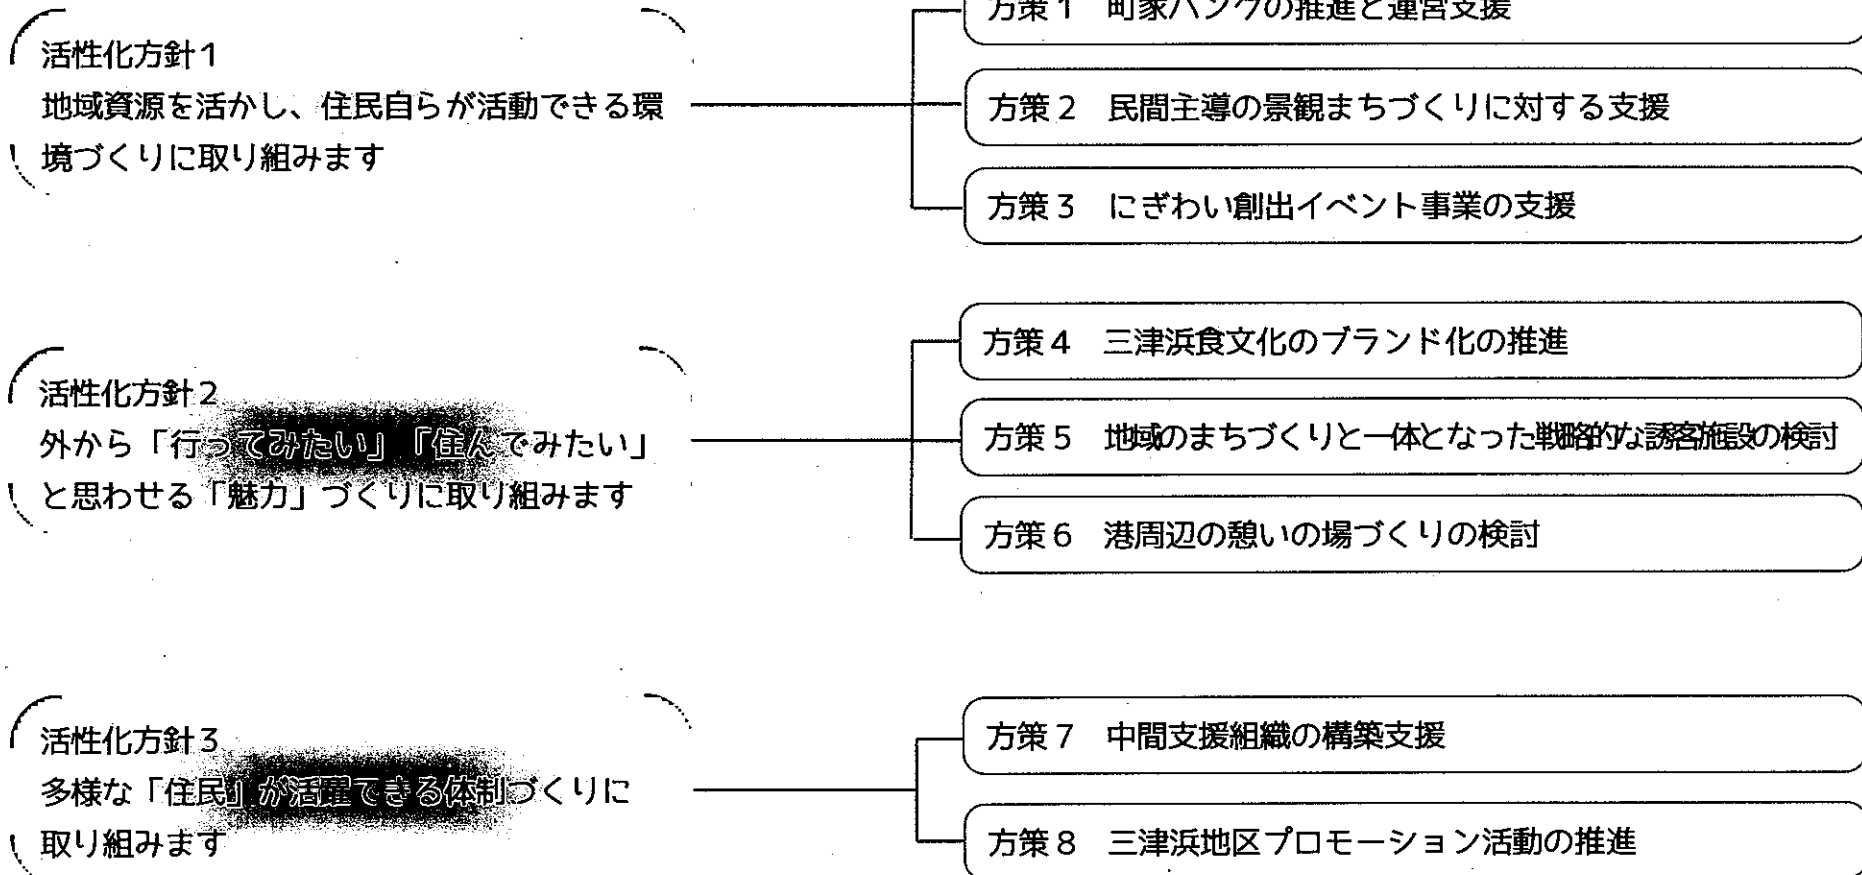 活性化方針1
地域資源を活かし、住民自らが活動できる環
境づくりに取り組みます
方策1 町家バンクの推進と運営支援
方策2 民間主導の景観まちづくりに対する支援
方策3 にぎわい創出イベント事業の支援
活性化方針2
外から「行ってみたい」「住んでみたい」
と思わせる「魅力」づくりに取り組みます
方策4 三津浜食文化のブランド化の推進
方策5 地域のまちづくりと一体となった戦略的な誘客施設の検討
方策6 港周辺の憩いの場づくりの検討
活性化方針3
多様な「住民」が活躍できる体制づくりに
取り組みます
方策7 中間支援組織の構築支援
方策8 三津浜地区プロモーション活動の推進